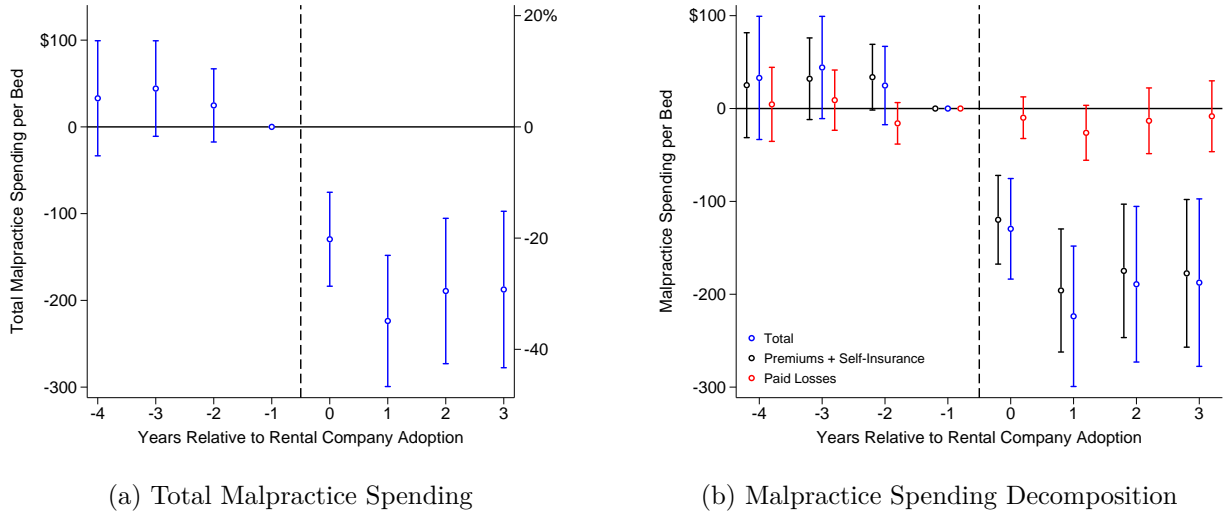 Total Malpractice Spending per Bed
$100
0
-100
-200
-300
20%
0
-20
-40
-4 -3 -2 -1 0 1 2 3
Years Relative to Rental Company Adoption
(a) Total Malpractice Spending
Malpractice Spending per Bed
$100
0
-100
-200
-300
Total
Premiums + Self-Insurance
Paid Losses
-4 -3 -2 -1 0 1 2 3
Years Relative to Rental Company Adoption
(b) Malpractice Spending Decomposition